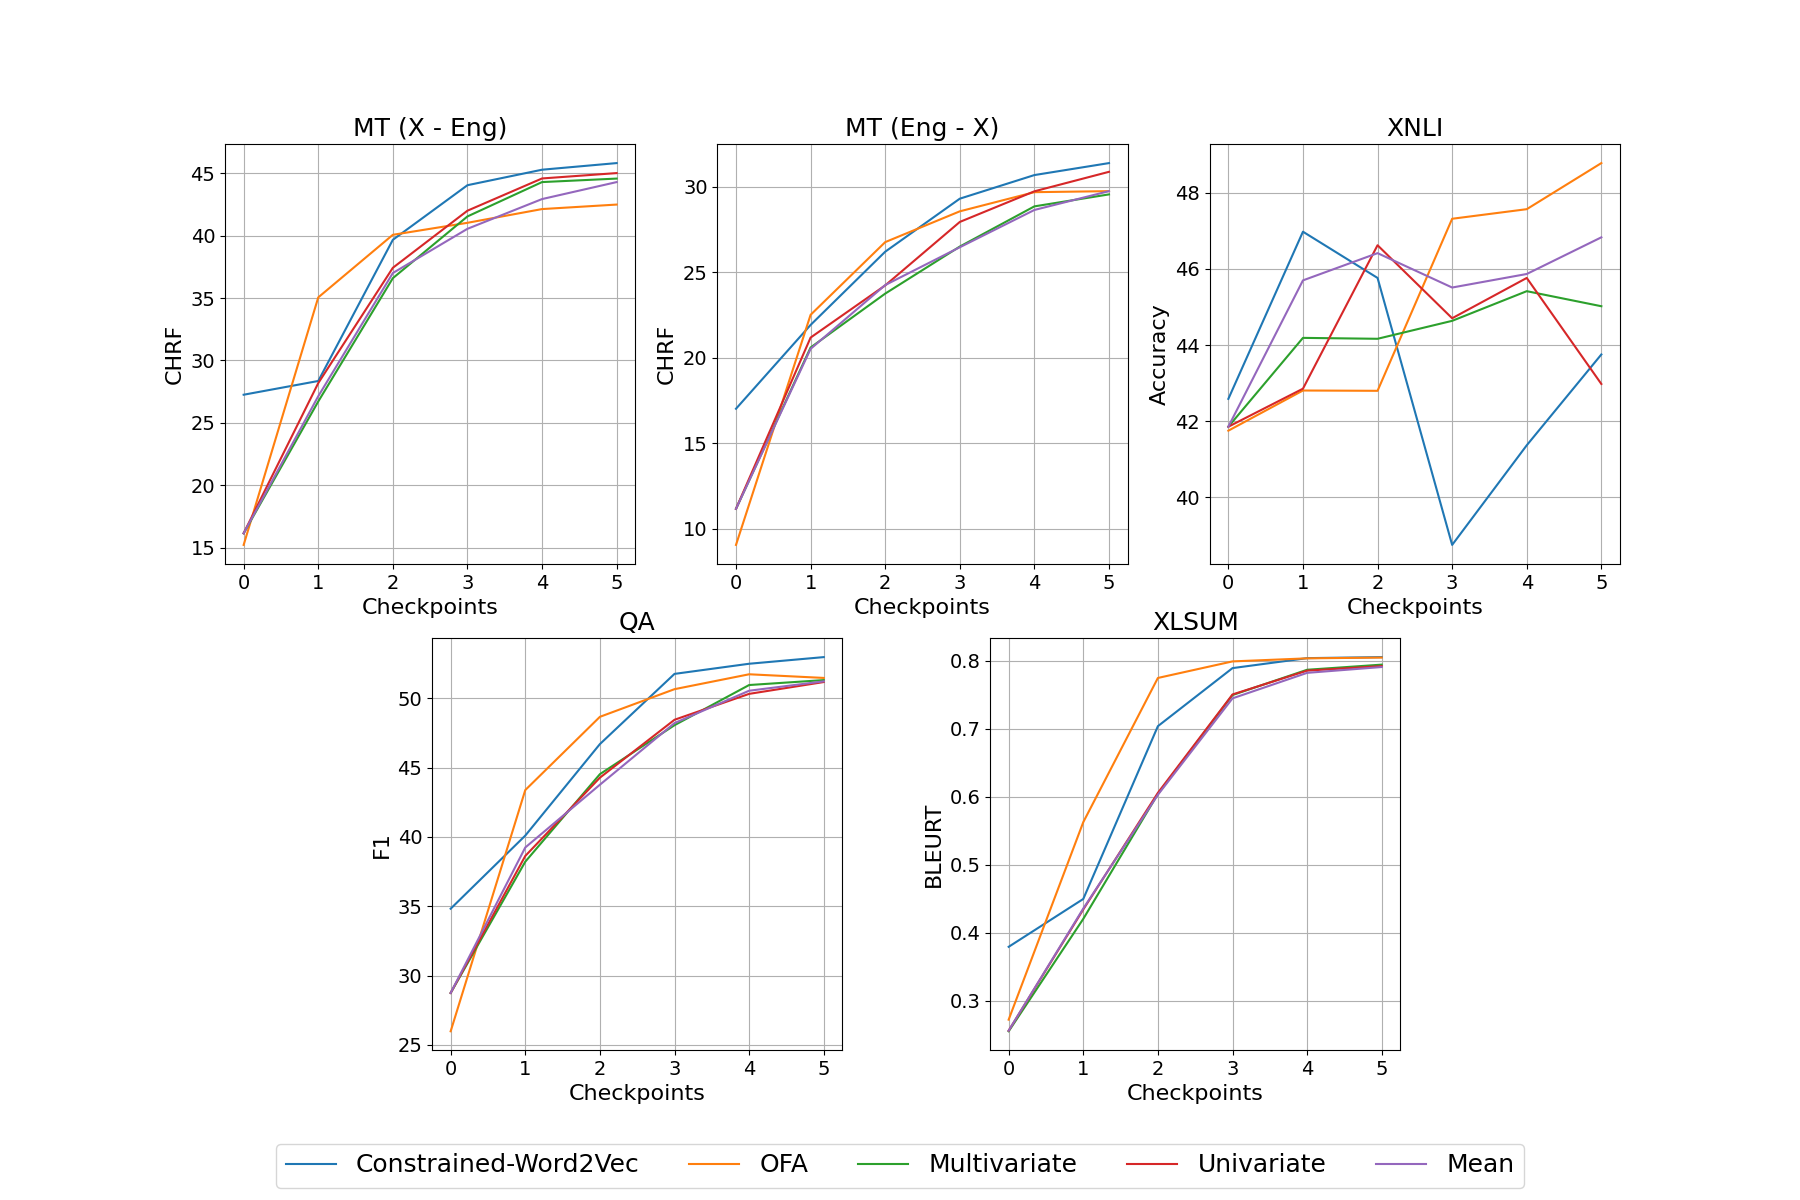 MT (X - Eng)
CHRF
45
40
35
30
25
20
15
0 1 2 3 4 5
Checkpoints
MT (Eng - X)
CHRF
30
25
20
15
10
0 1 2 3 4 5
Checkpoints
XNLI
Accuracy
48
46
44
42
40
0 1 2 3 4 5
Checkpoints
QA
F1
50
45
40
35
30
25
0 1 2 3 4 5
Checkpoints
XLSUM
BLEURT
0.8
0.7
0.6
0.5
0.4
0.3
0 1 2 3 4 5
Checkpoints
Constrained-Word2Vec OFA Multivariate Univariate Mean